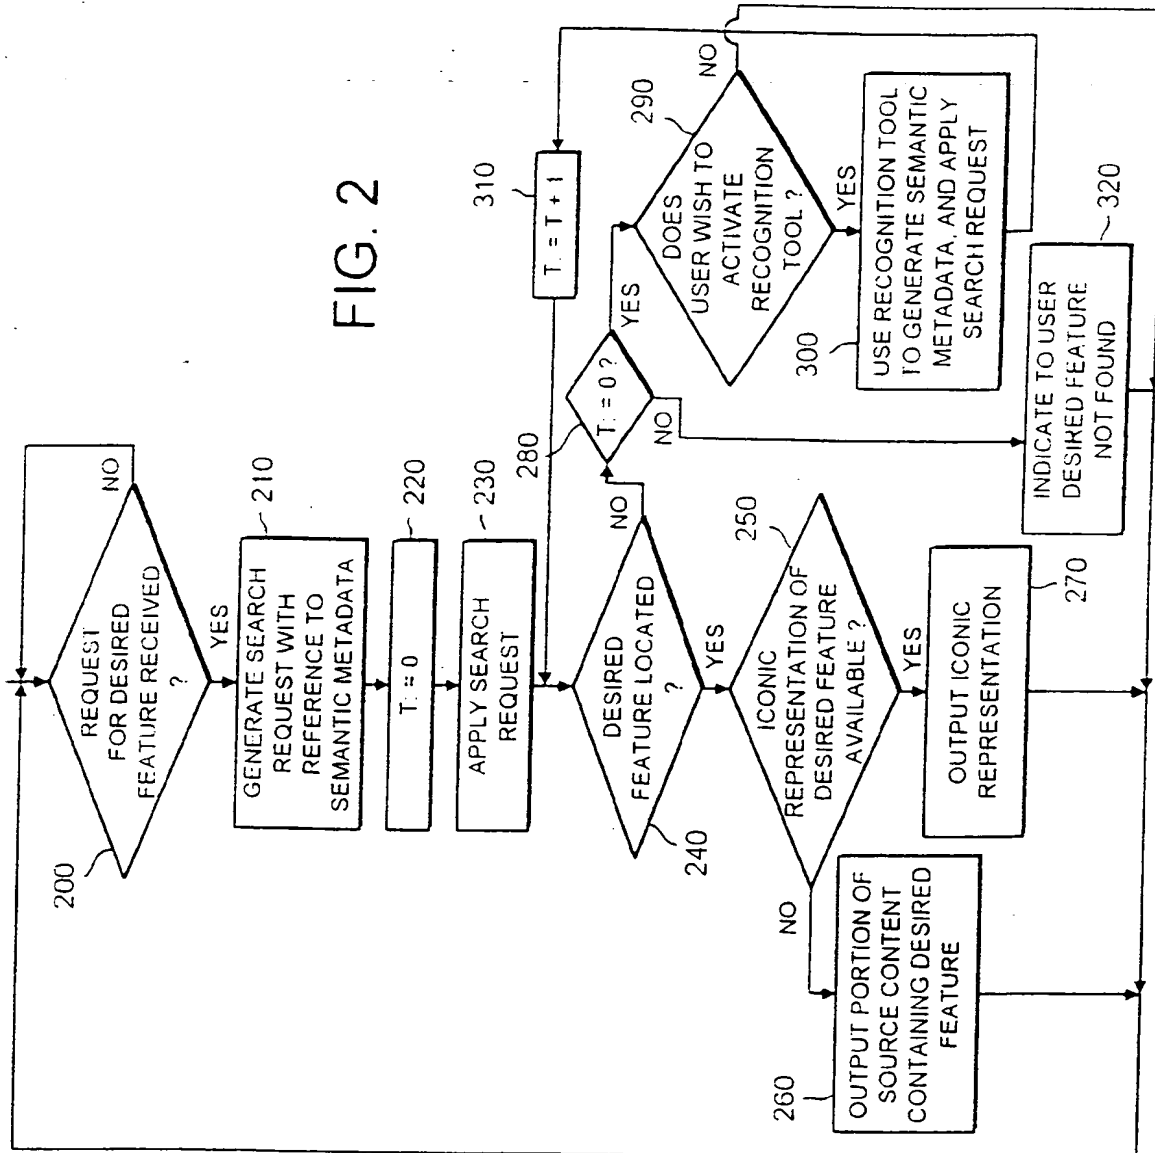 FIG. 2
REQUEST
FOR DESIRED
FEATURE RECEIVED
?
200
NO
YES
GENERATE SEARCH
REQUEST WITH
REFERENCE TO
SEMANTIC METADATA
210
T: = 0
220
APPLY SEARCH
REQUEST
230
DESIRED
FEATURE LOCATED
?
240
NO
YES
ICONIC
REPRESENTATION OF
DESIRED FEATURE
AVAILABLE ?
250
NO
YES
OUTPUT PORTION OF
SOURCE CONTENT
CONTAINING DESIRED
FEATURE
260
OUTPUT ICONIC
REPRESENTATION
270
T: = 0 ?
280
YES
NO
DOES
USER WISH TO
ACTIVATE
RECOGNITION
TOOL ?
290
NO
YES
USE RECOGNITION TOOL
TO GENERATE SEMANTIC
METADATA, AND APPLY
SEARCH REQUEST
300
T: = T + 1
310
INDICATE TO USER
DESIRED FEATURE
NOT FOUND
320